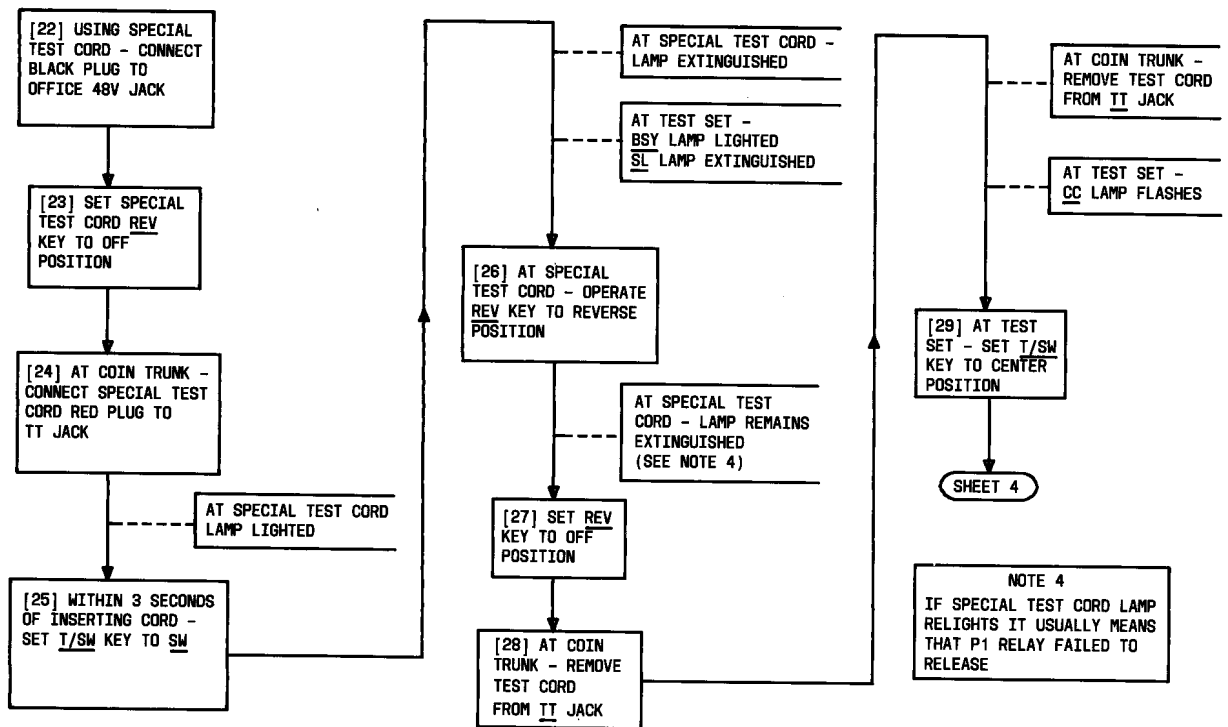 [22] USING SPECIAL
TEST CORD - CONNECT
BLACK PLUG TO
OFFICE 48V JACK
[23] SET SPECIAL
TEST CORD REV
KEY TO OFF
POSITION
[24] AT COIN TRUNK -
CONNECT SPECIAL TEST
CORD RED PLUG TO
TT JACK
AT SPECIAL TEST CORD
LAMP LIGHTED
[25] WITHIN 3 SECONDS
OF INSERTING CORD -
SET T/SW KEY TO SW
AT SPECIAL TEST CORD -
LAMP EXTINGUISHED
AT TEST SET -
BSY LAMP LIGHTED
SL LAMP EXTINGUISHED
[26] AT SPECIAL
TEST CORD - OPERATE
REV KEY TO REVERSE
POSITION
AT SPECIAL TEST
CORD - LAMP REMAINS
EXTINGUISHED
(SEE NOTE 4)
[27] SET REV
KEY TO OFF
POSITION
[28] AT COIN
TRUNK - REMOVE
TEST CORD
FROM TT JACK
AT COIN TRUNK -
REMOVE TEST CORD
FROM TT JACK
AT TEST SET -
CC LAMP FLASHES
[29] AT TEST
SET - SET T/SW
KEY TO CENTER
POSITION
SHEET 4
NOTE 4
IF SPECIAL TEST CORD LAMP
RELIGHTS IT USUALLY MEANS
THAT P1 RELAY FAILED TO
RELEASE